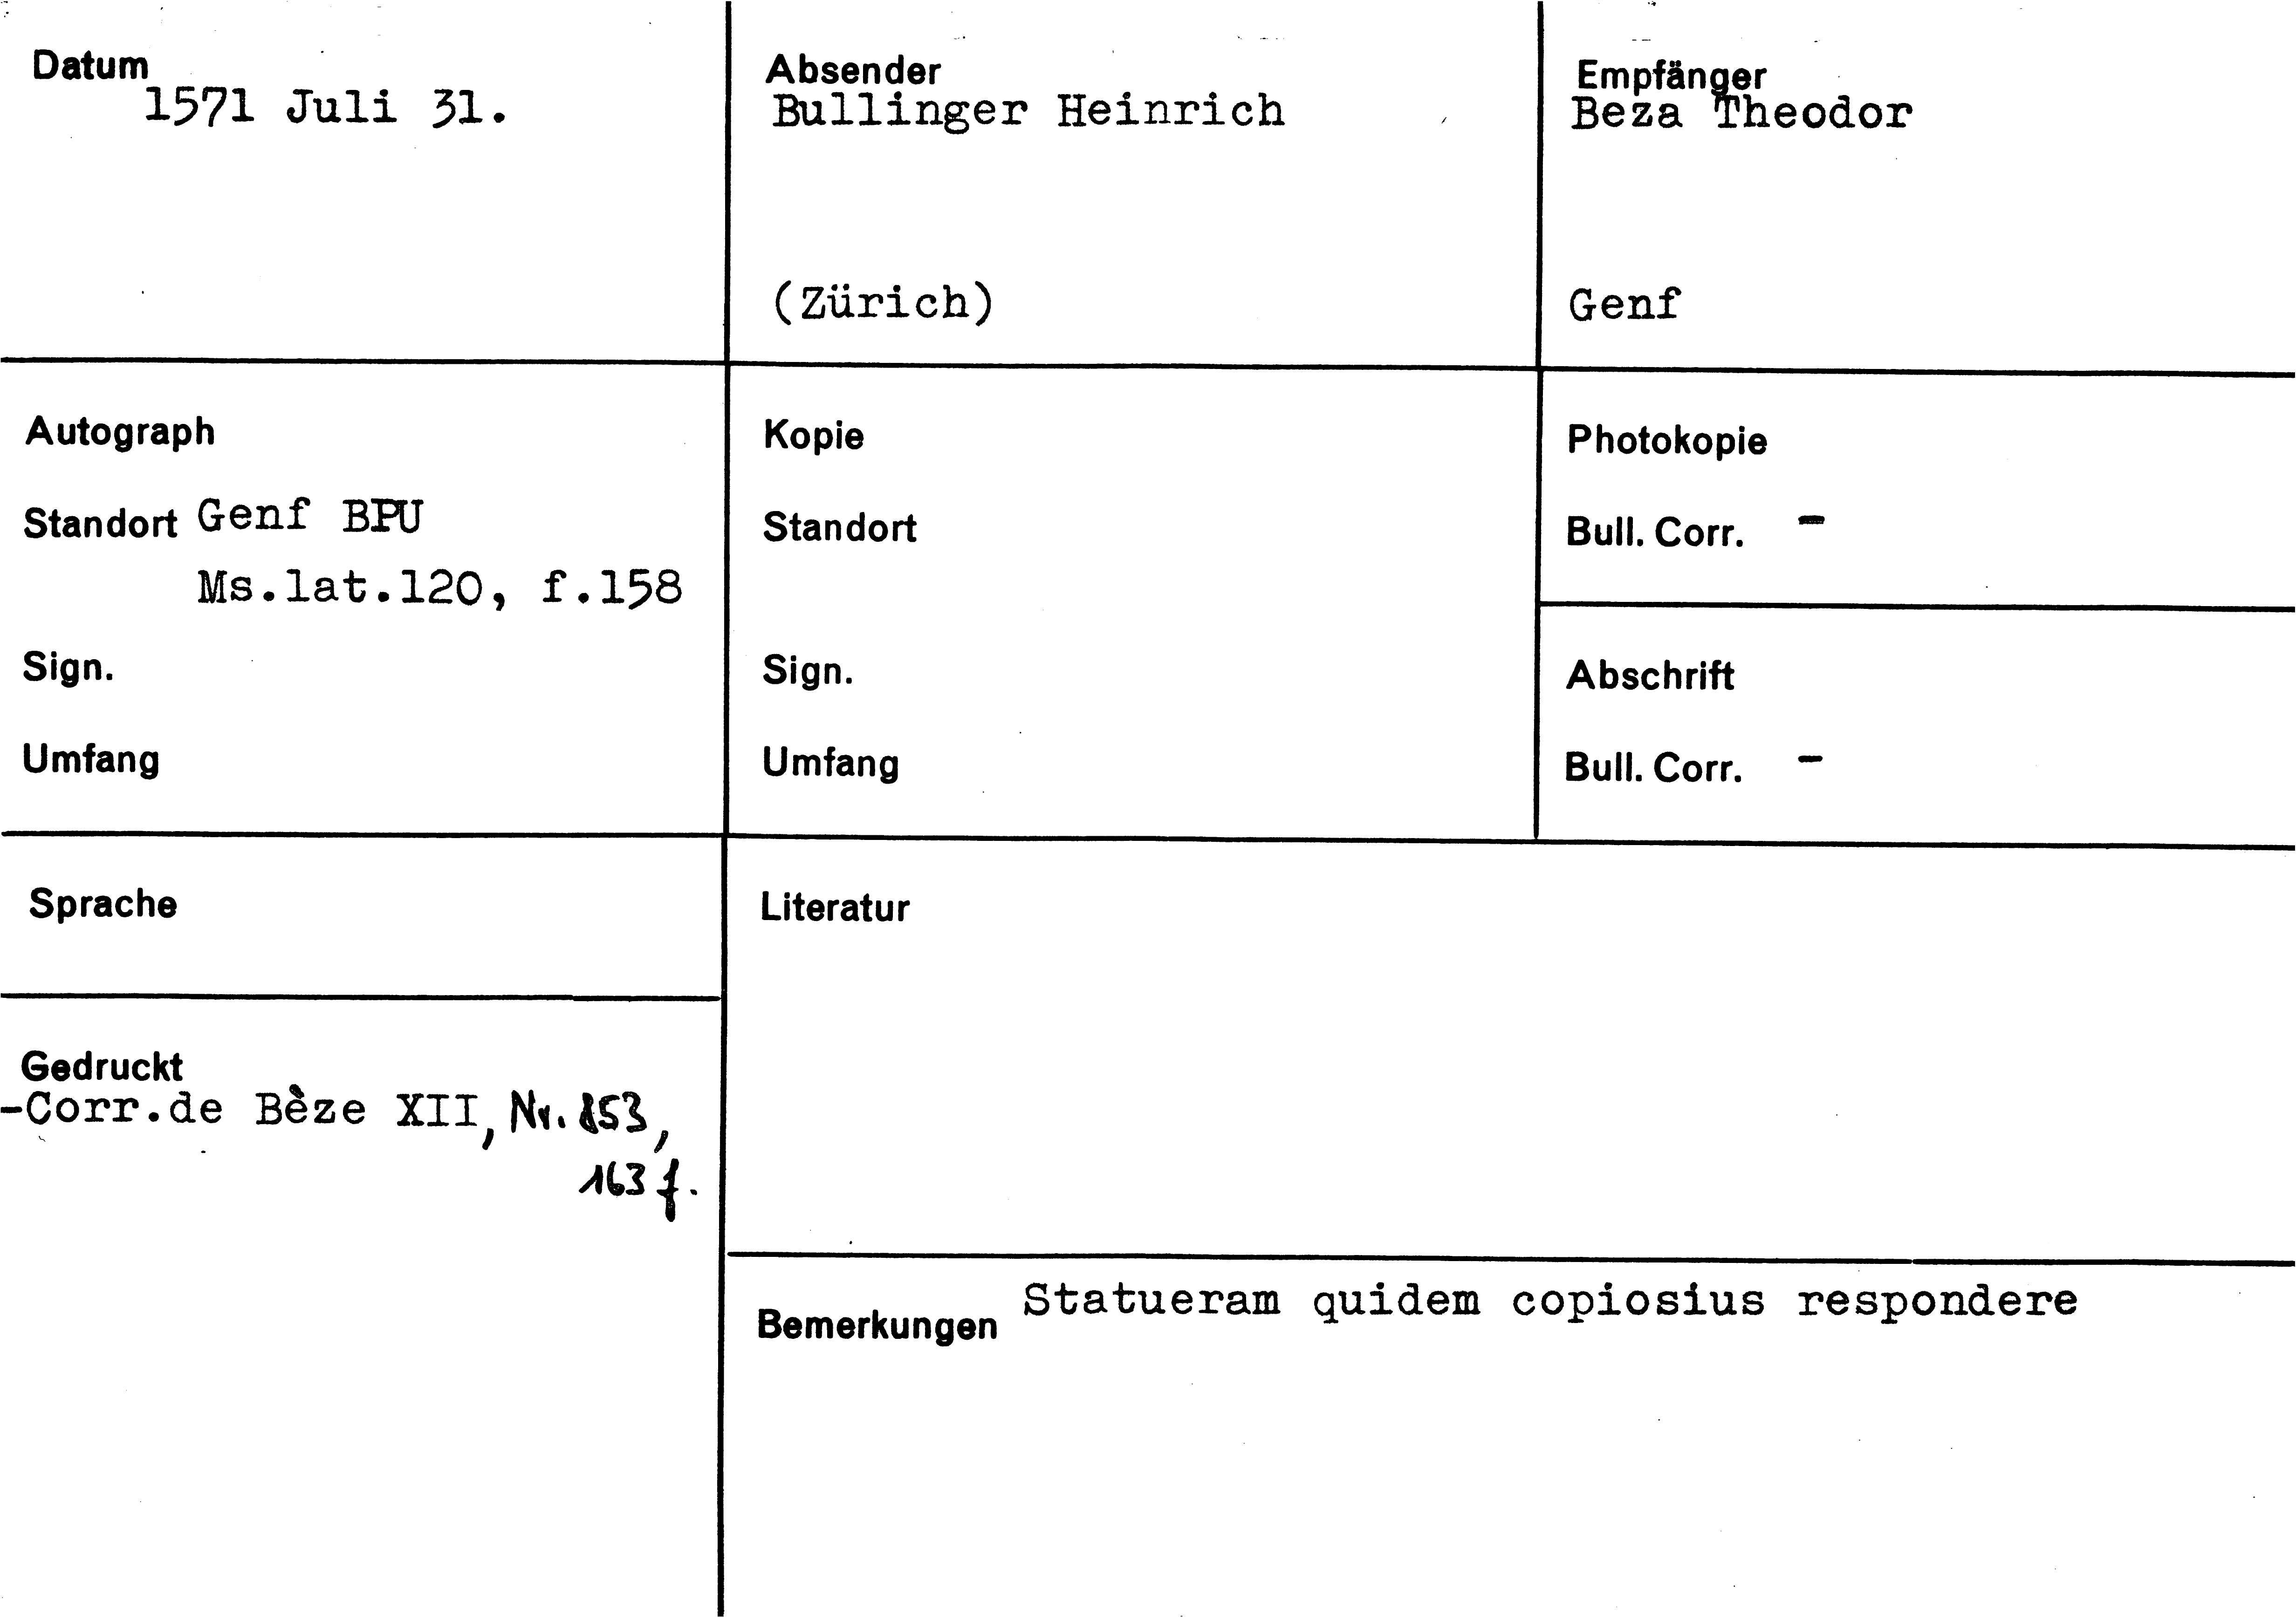 Datum
1571 Juli 31.
Absender
Bullinger Heinrich
(Zürich)
Empfänger
Beza Theodor
Genf
Autograph
Standort Genf BPU
Ms.lat.120, f.158
Sign.
Umfang
Kopie
Standort
Sign.
Umfang
Photokopie
Bull. Corr. -
Abschrift
Bull. Corr. -
Sprache
Gedruckt
-Corr.de Bèze XII, Nr. 853,
163 f.
Literatur
Bemerkungen Statueram quidem copiosius respondere